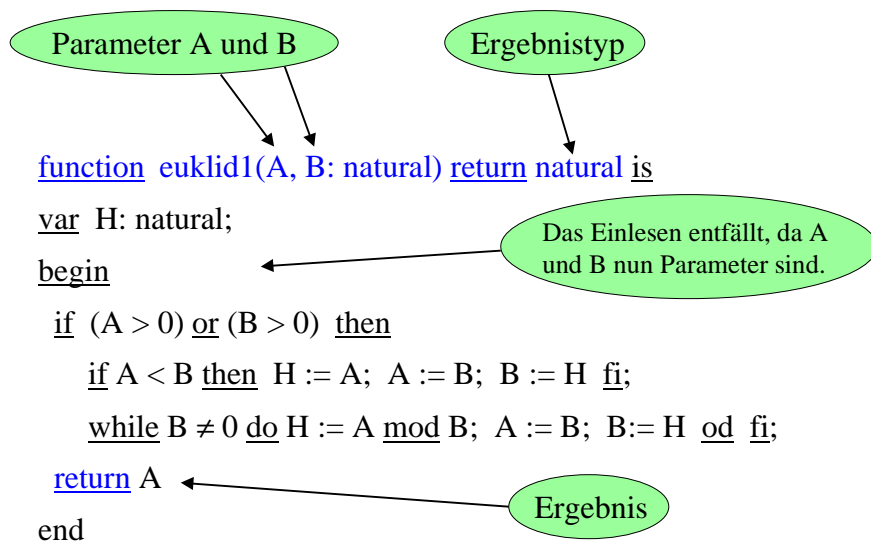 Parameter A und B
Ergebnistyp
function euklid1(A, B: natural) return natural is
var H: natural;
Das Einlesen entfällt, da A
und B nun Parameter sind.
begin
if (A > 0) or (B > 0) then
if A < B then H := A; A := B; B := H fi;
while B ≠ 0 do H := A mod B; A := B; B:= H od fi;
return A
Ergebnis
end